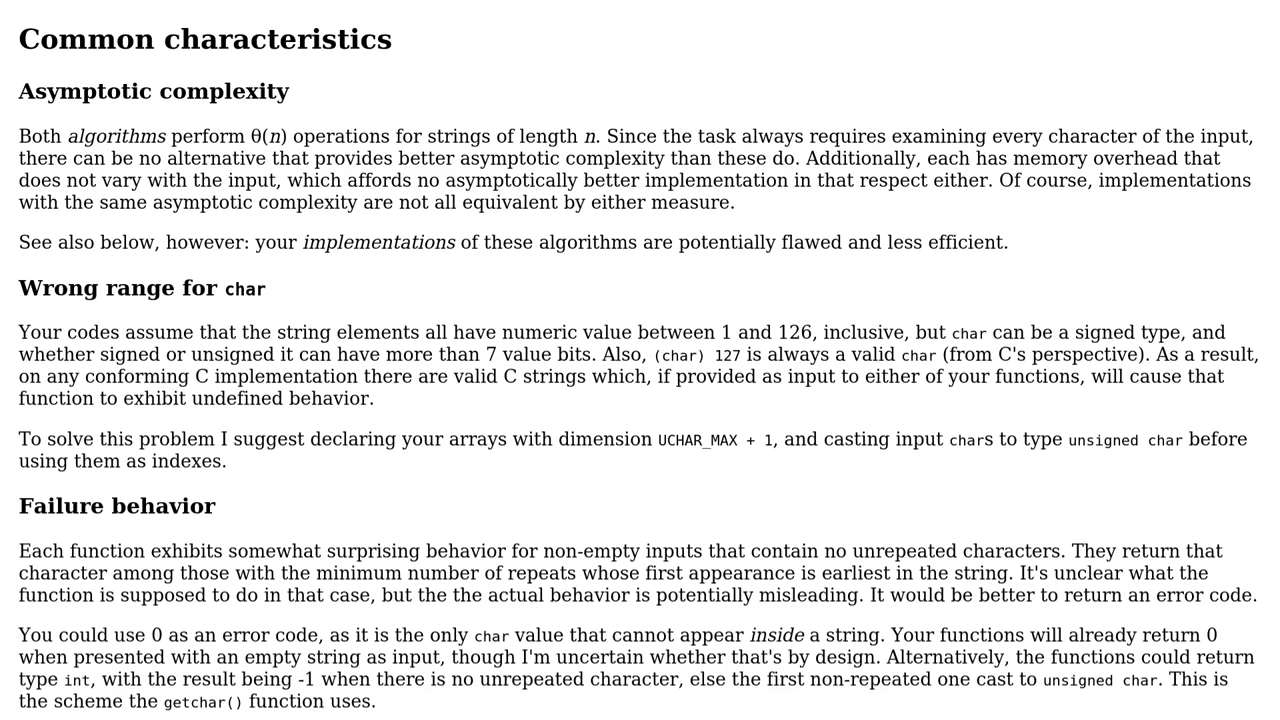 Common characteristics
Asymptotic complexity
Both algorithms perform θ(n) operations for strings of length n. Since the task always requires examining every character of the input,
there can be no alternative that provides better asymptotic complexity than these do. Additionally, each has memory overhead that
does not vary with the input, which affords no asymptotically better implementation in that respect either. Of course, implementations
with the same asymptotic complexity are not all equivalent by either measure.
See also below, however: your implementations of these algorithms are potentially flawed and less efficient.
Wrong range for char
Your codes assume that the string elements all have numeric value between 1 and 126, inclusive, but char can be a signed type, and
whether signed or unsigned it can have more than 7 value bits. Also, (char) 127 is always a valid char (from C's perspective). As a result,
on any conforming C implementation there are valid C strings which, if provided as input to either of your functions, will cause that
function to exhibit undefined behavior.
To solve this problem I suggest declaring your arrays with dimension UCHAR_MAX + 1, and casting input chars to type unsigned char before
using them as indexes.
Failure behavior
Each function exhibits somewhat surprising behavior for non-empty inputs that contain no unrepeated characters. They return that
character among those with the minimum number of repeats whose first appearance is earliest in the string. It's unclear what the
function is supposed to do in that case, but the the actual behavior is potentially misleading. It would be better to return an error code.
You could use 0 as an error code, as it is the only char value that cannot appear inside a string. Your functions will already return 0
when presented with an empty string as input, though I'm uncertain whether that's by design. Alternatively, the functions could return
type int, with the result being -1 when there is no unrepeated character, else the first non-repeated one cast to unsigned char. This is
the scheme the getchar() function uses.